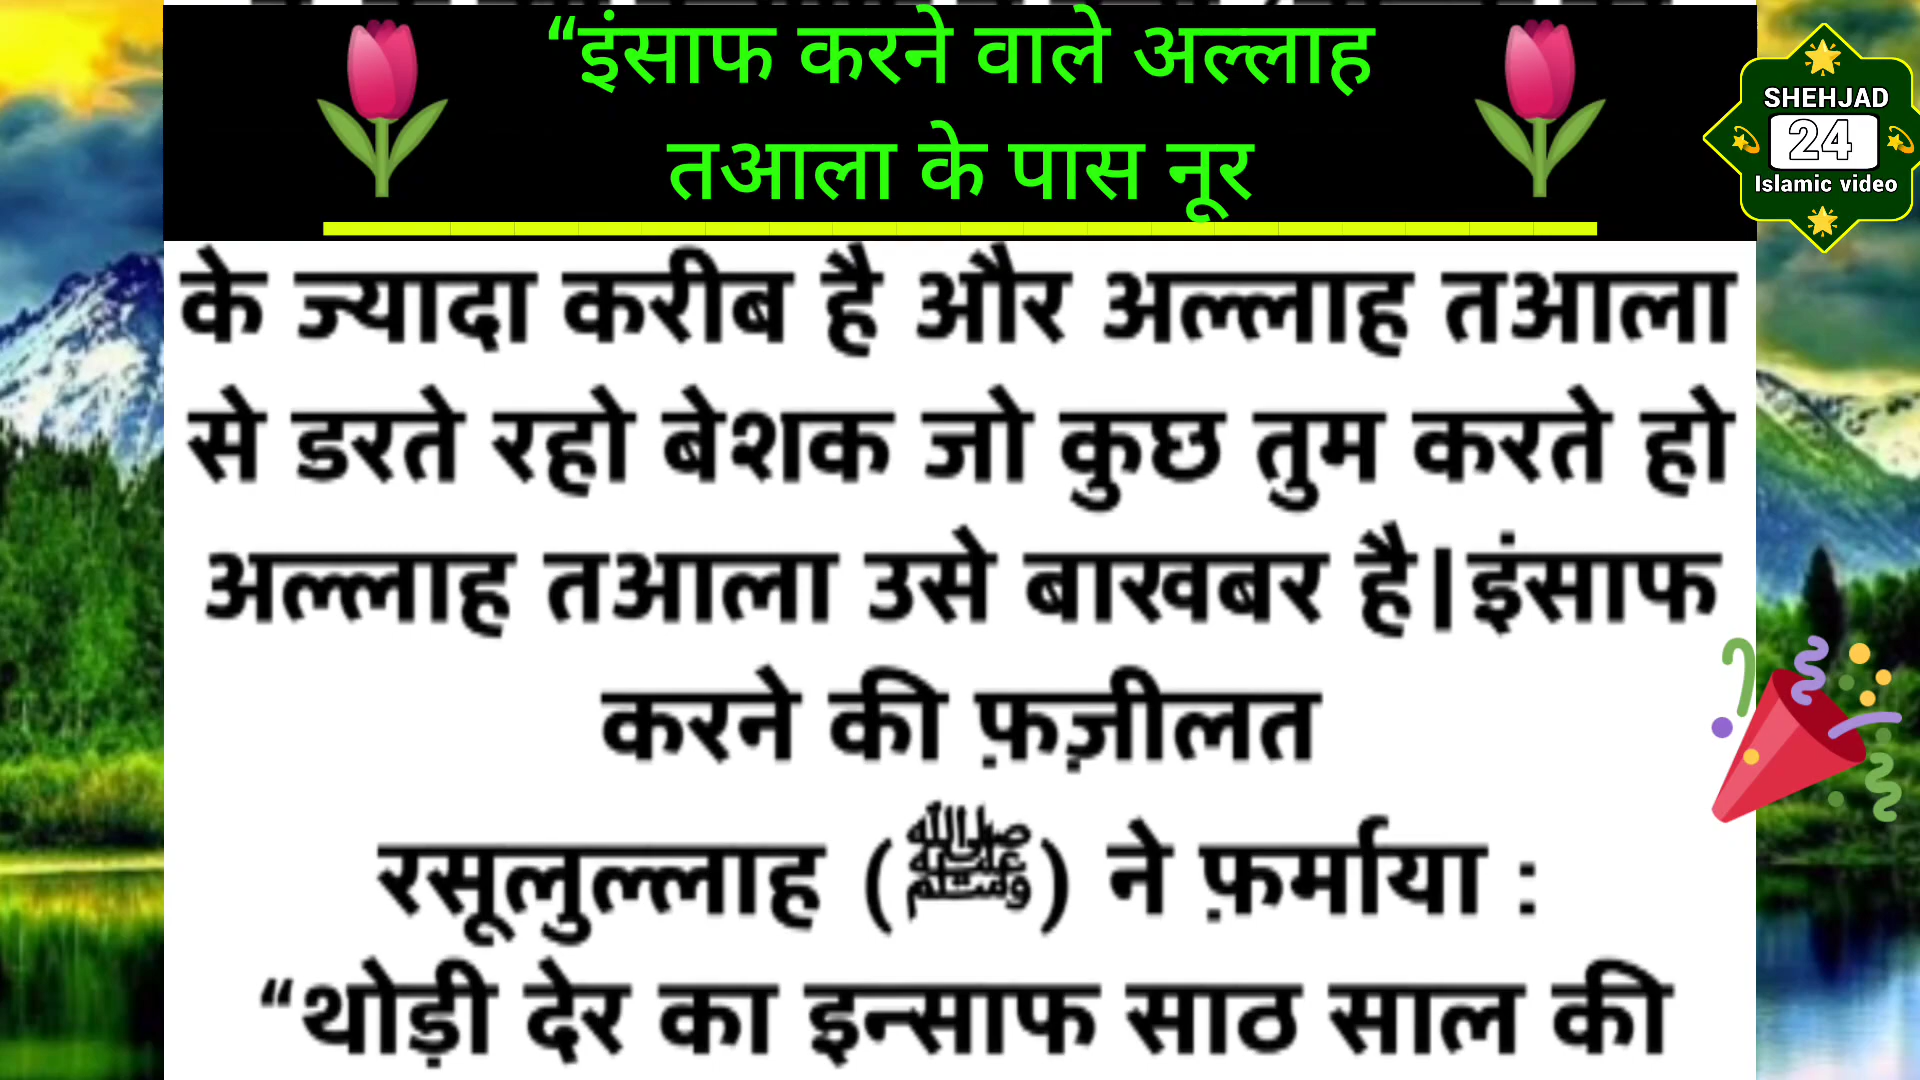 “इंसाफ करने वाले अल्लाह
तआला के पास नूर
SHEHJAD
24
Islamic video
के ज्यादा करीब है और अल्लाह तआला
से डरते रहो बेशक जो कुछ तुम करते हो
अल्लाह तआला उसे बाखबर है।इंसाफ
करने की फ़ज़ीलत
रसूलुल्लाह (ﷺ) ने फ़र्माया :
“थोड़ी देर का इन्साफ साठ साल की